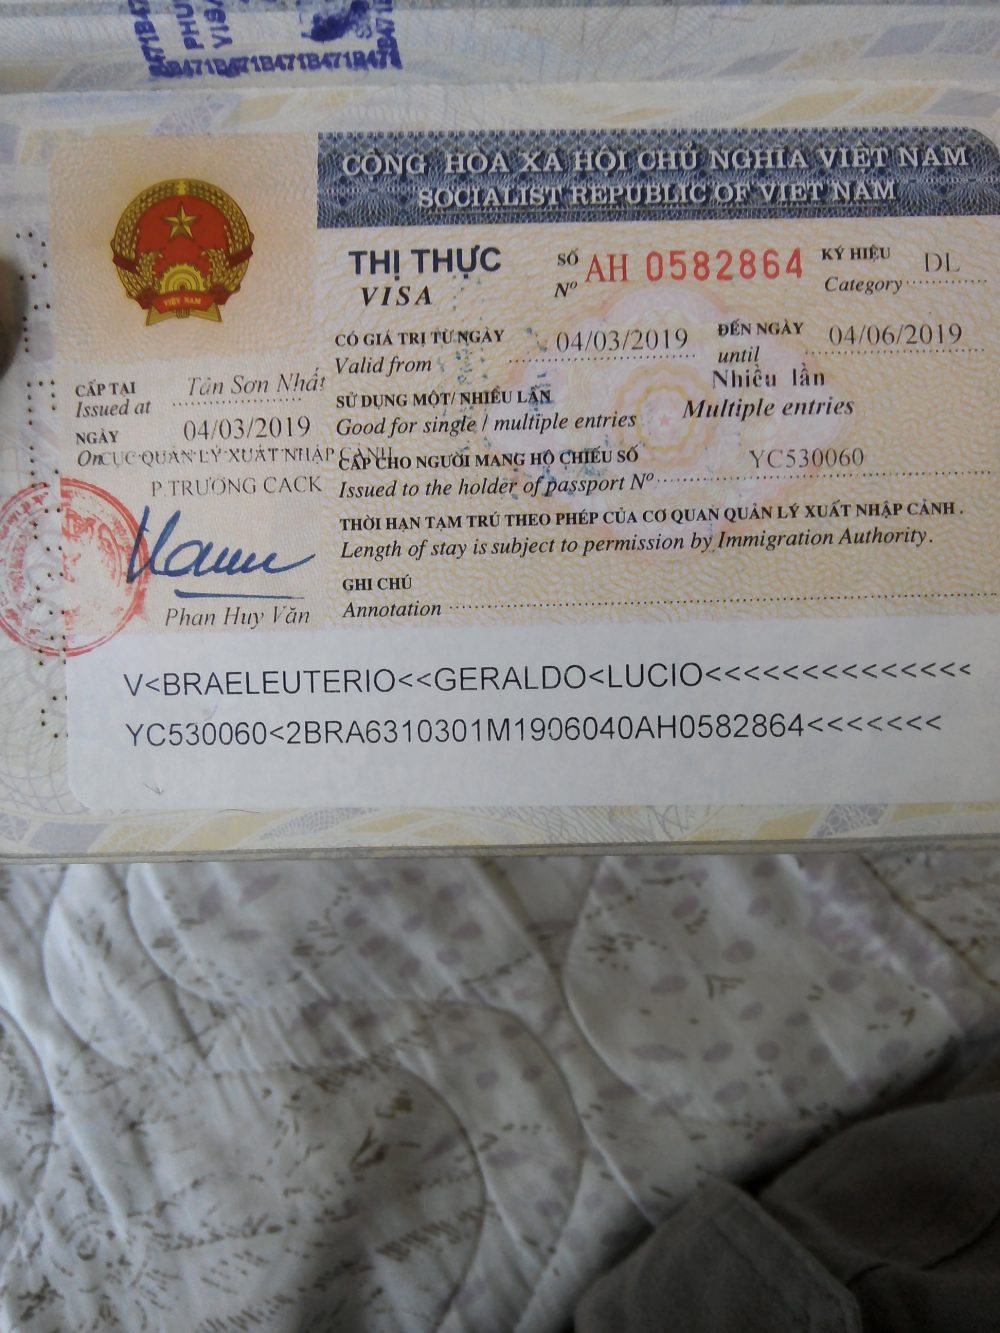 PHU
VISA
B471B47
B471B471B471B471B471B471
CỘNG HÒA XÃ HỘI CHỦ NGHĨA VIỆT NAM
SOCIALIST REPUBLIC OF VIET NAM
VIỆT NAM
THỊ THỰC
VISA
SỐ
Nº
AH 0582864
KÝ HIỆU
Category
DL
CÓ GIÁ TRỊ TỪ NGÀY
Valid from
04/03/2019
ĐẾN NGÀY
until
04/06/2019
CẤP TẠI
Issued at
Tân Sơn Nhất
SỬ DỤNG MỘT/ NHIỀU LẦN
Good for single / multiple entries
Nhiều lần
Multiple entries
NGÀY
On
04/03/2019
CỤC QUẢN LÝ XUẤT NHẬP CẢNH
P.TRƯỞNG CACK
CẤP CHO NGƯỜI MANG HỘ CHIẾU SỐ
Issued to the holder of passport Nº
YC530060
THỜI HẠN TẠM TRÚ THEO PHÉP CỦA CƠ QUAN QUẢN LÝ XUẤT NHẬP CẢNH .
Length of stay is subject to permission by Immigration Authority.
GHI CHÚ
Annotation
Phan Huy Văn
V<BRAELEUTERIO<<GERALDO<LUCIO<<<<<<<<<<<<<<
YC530060<2BRA6310301M1906040AH0582864<<<<<<<